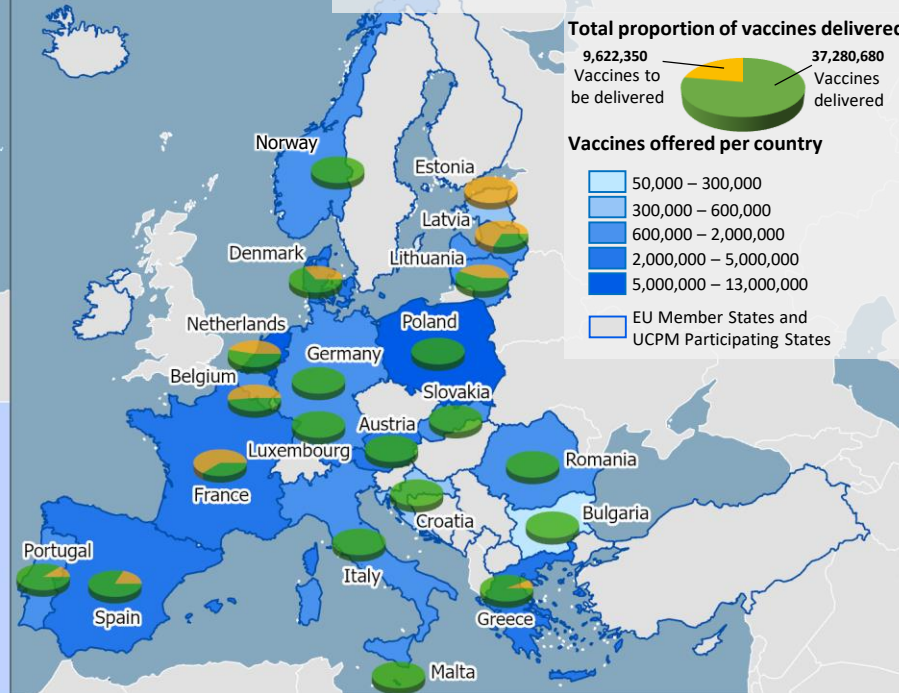 Total proportion of vaccines delivered
9,622,350
Vaccines to
be delivered
37,280,680
Vaccines
delivered
Vaccines offered per country
50,000 – 300,000
300,000 – 600,000
600,000 – 2,000,000
2,000,000 – 5,000,000
5,000,000 – 13,000,000
EU Member States and
UCPM Participating States
Norway
Estonia
Latvia
Denmark
Lithuania
Netherlands
Poland
Germany
Belgium
Slovakia
Austria
Luxembourg
Romania
France
Croatia
Bulgaria
Portugal
Italy
Spain
Greece
Malta